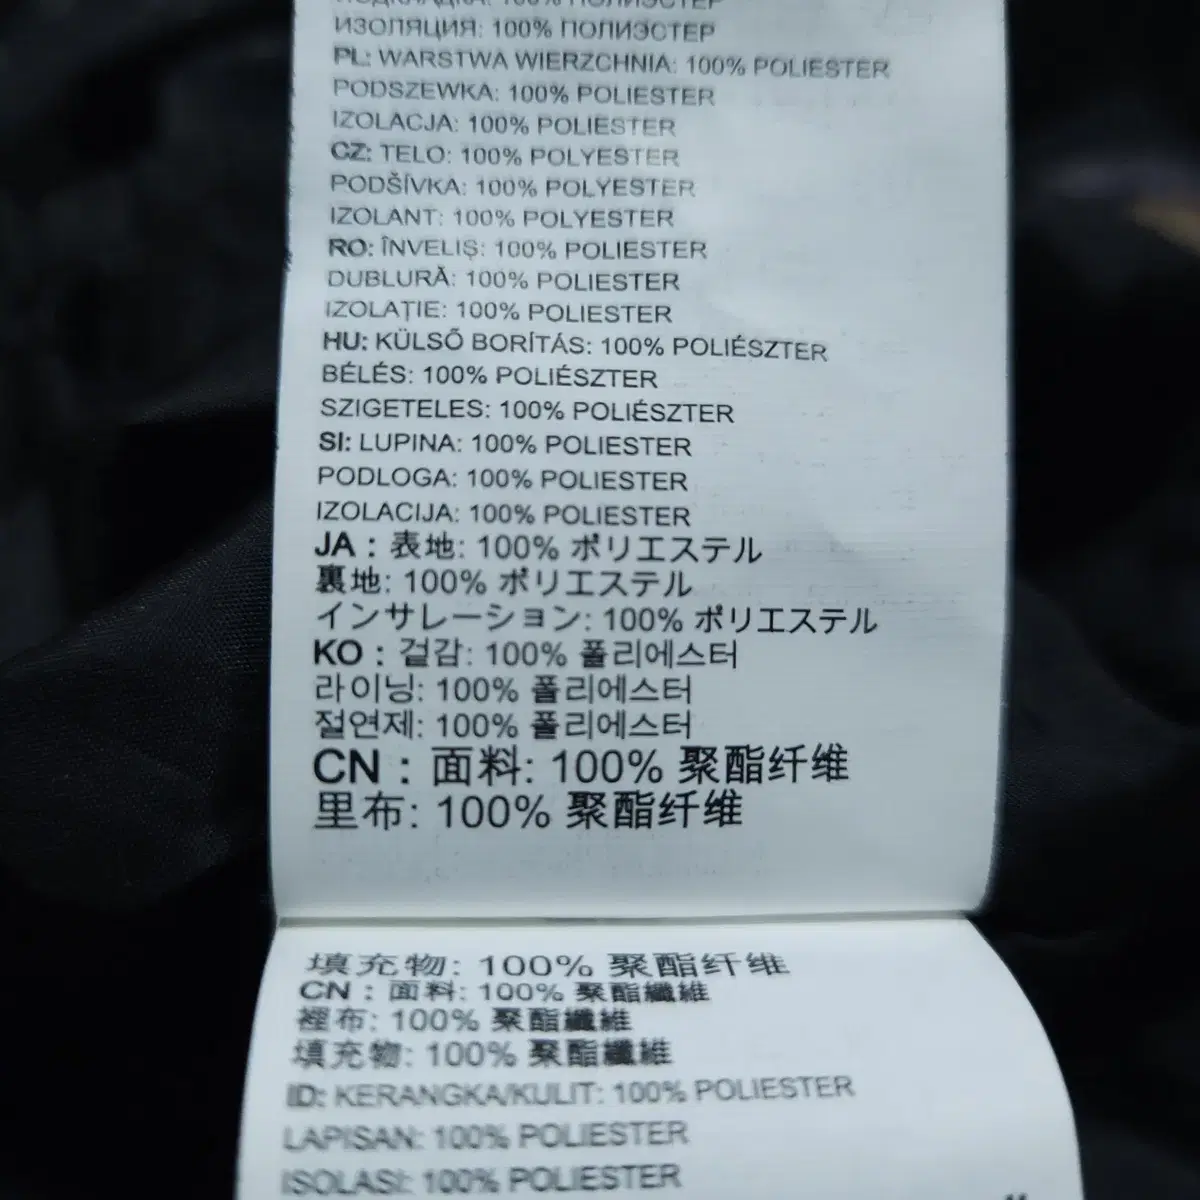 ПОДКЛАДКА: 100% ПОЛИЭСТЕР
ИЗОЛЯЦИЯ: 100% ПОЛИЭСТЕР
PL: WARSTWA WIERZCHNIA: 100% POLIESTER
PODSZEWKA: 100% POLIESTER
IZOLACJA: 100% POLIESTER
CZ: TELO: 100% POLYESTER
PODŠÍVKA: 100% POLYESTER
IZOLANT: 100% POLYESTER
RO: ÎNVELIŞ: 100% POLIESTER
DUBLURĂ: 100% POLIESTER
IZOLAŢIE: 100% POLIESTER
HU: KÜLSŐ BORÍTÁS: 100% POLIÉSZTER
BÉLÉS: 100% POLIÉSZTER
SZIGETELES: 100% POLIÉSZTER
SI: LUPINA: 100% POLIESTER
PODLOGA: 100% POLIESTER
IZOLACIJA: 100% POLIESTER
JA : 表地: 100% ポリエステル
裏地: 100% ポリエステル
インサレーション: 100% ポリエステル
KO : 겉감: 100% 폴리에스터
라이닝: 100% 폴리에스터
절연제: 100% 폴리에스터
CN : 面料: 100% 聚酯纤维
里布: 100% 聚酯纤维
填充物: 100% 聚酯纤维
CN : 面料: 100% 聚酯纖維
裡布: 100% 聚酯纖維
填充物: 100% 聚酯纖維
ID: KERANGKA/KULIT: 100% POLIESTER
LAPISAN: 100% POLIESTER
ISOLASI: 100% POLIESTER